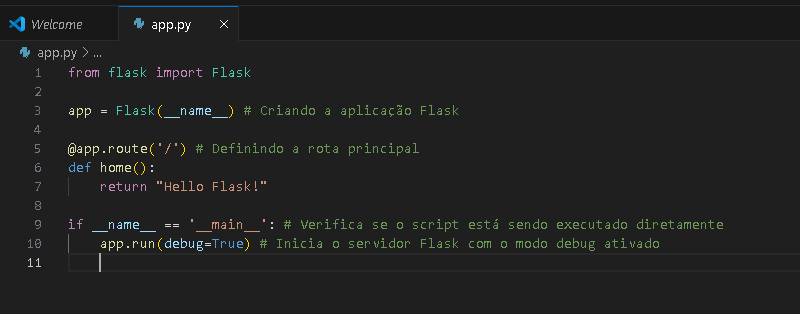 Welcome
app.py
app.py > ...
1 from flask import Flask
2
3 app = Flask(__name__) # Criando a aplicação Flask
4
5 @app.route('/') # Definindo a rota principal
6 def home():
7     return "Hello Flask!"
8
9 if __name__ == '__main__': # Verifica se o script está sendo executado diretamente
10     app.run(debug=True) # Inicia o servidor Flask com o modo debug ativado
11